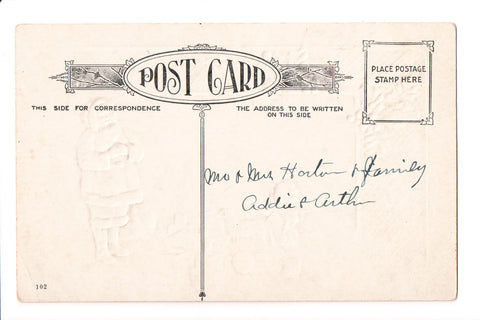 POST CARD
PLACE POSTAGE
STAMP HERE
THIS SIDE FOR CORRESPONDENCE
THE ADDRESS TO BE WRITTEN
ON THIS SIDE
Mr & Mrs Horton & Family
Addie & Arthur
102